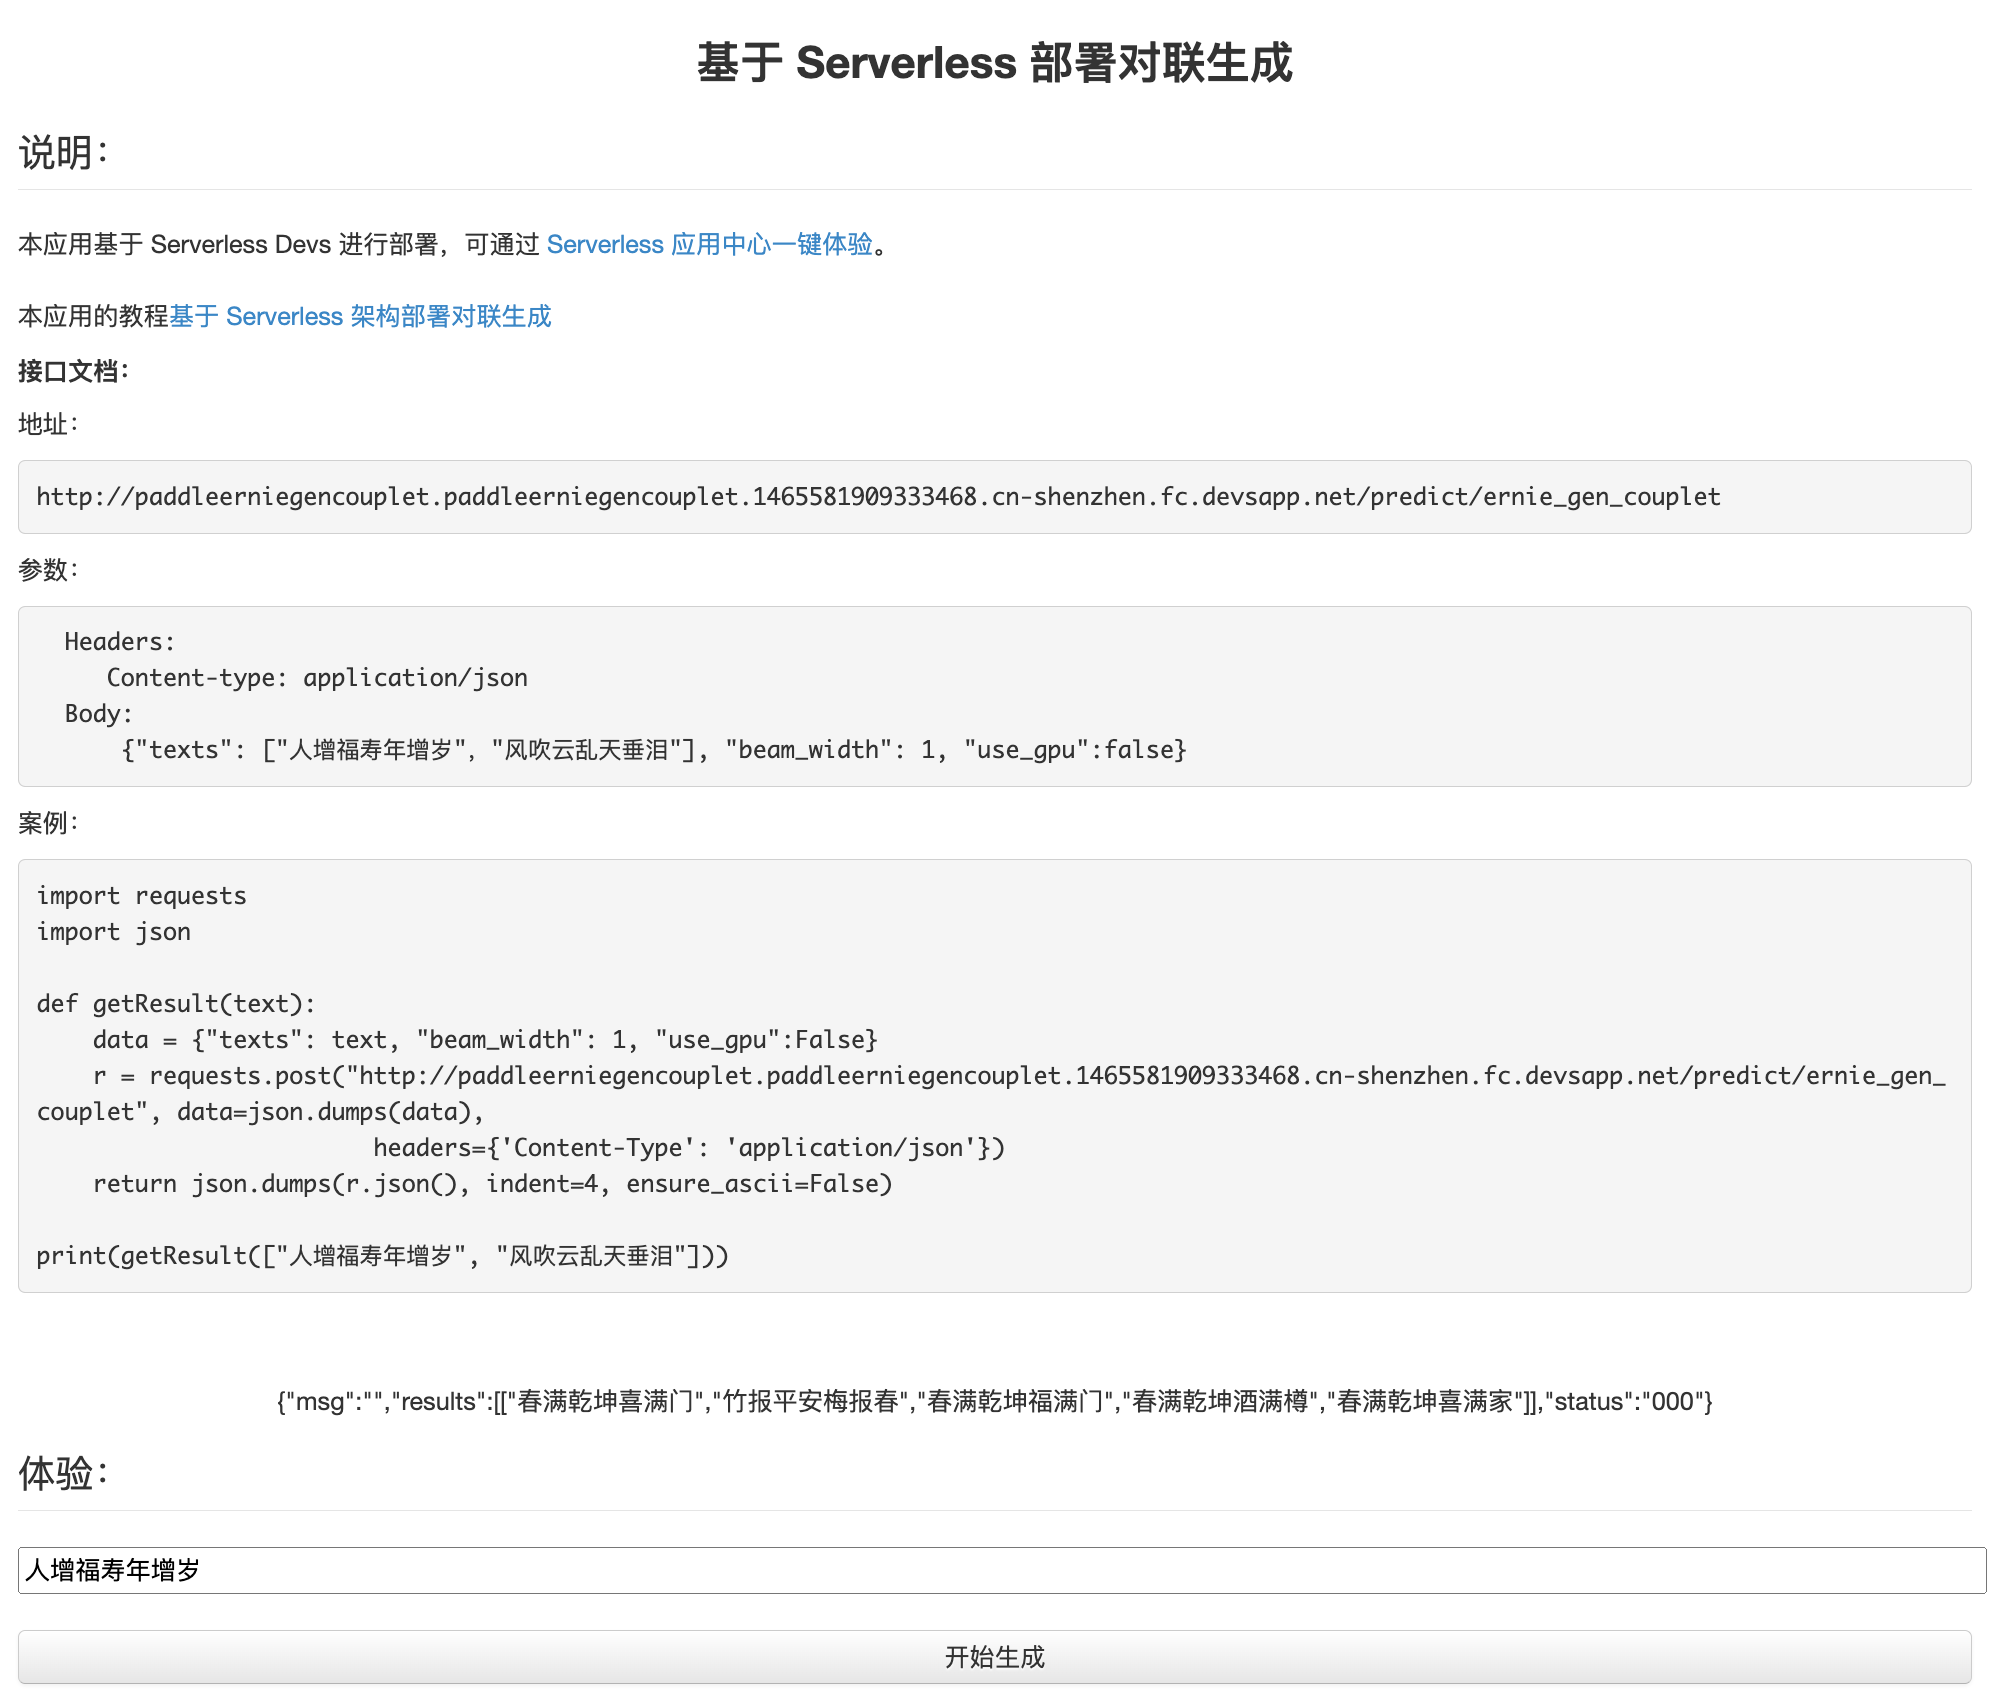 基于 Serverless 部署对联生成
说明：
本应用基于 Serverless Devs 进行部署，可通过 Serverless 应用中心一键体验。
本应用的教程基于 Serverless 架构部署对联生成
接口文档：
地址：
http://paddleerniegencouplet.paddleerniegencouplet.1465581909333468.cn-shenzhen.fc.devsapp.net/predict/ernie_gen_couplet
参数：
  Headers:
     Content-type: application/json
  Body:
      {"texts": ["人增福寿年增岁", "风吹云乱天垂泪"], "beam_width": 1, "use_gpu":false}
案例：
import requests
import json
def getResult(text):
    data = {"texts": text, "beam_width": 1, "use_gpu":False}
    r = requests.post("http://paddleerniegencouplet.paddleerniegencouplet.1465581909333468.cn-shenzhen.fc.devsapp.net/predict/ernie_gen_
couplet", data=json.dumps(data),
                        headers={'Content-Type': 'application/json'})
    return json.dumps(r.json(), indent=4, ensure_ascii=False)
print(getResult(["人增福寿年增岁", "风吹云乱天垂泪"]))
{"msg":"","results":[["春满乾坤喜满门","竹报平安梅报春","春满乾坤福满门","春满乾坤酒满樽","春满乾坤喜满家"]],"status":"000"}
体验：
人增福寿年增岁
开始生成